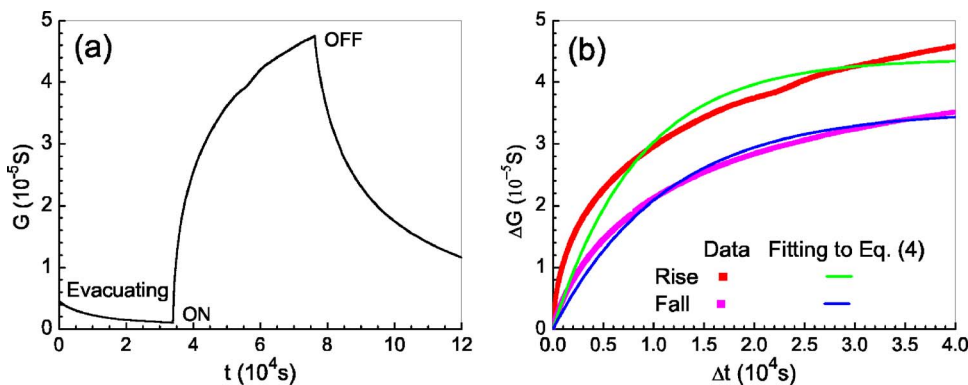 (a)
OFF
Evacuating
ON
G (10⁻⁵S)
5
4
3
2
1
0
0 2 4 6 8 10 12
t (10⁴s)
(b)
Data Fitting to Eq. (4)
Rise
Fall
ΔG (10⁻⁵S)
5
4
3
2
1
0
0.0 0.5 1.0 1.5 2.0 2.5 3.0 3.5 4.0
Δt (10⁴s)